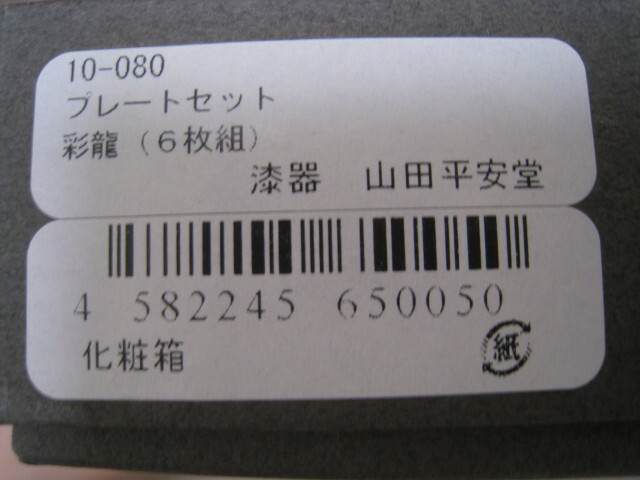 10-080
プレートセット
彩龍（6枚組）
漆器　山田平安堂
4 582245 650050
化粧箱
紙